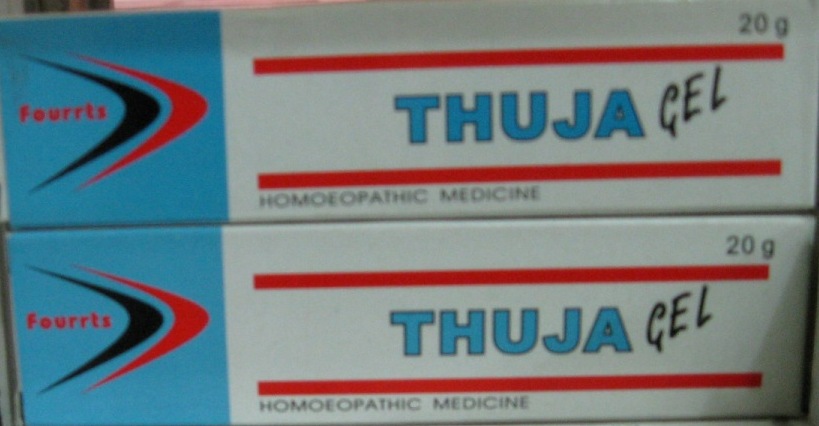 20 g
Fourrts
THUJA GEL
HOMOEOPATHIC MEDICINE
20 g
Fourrts
THUJA GEL
HOMOEOPATHIC MEDICINE